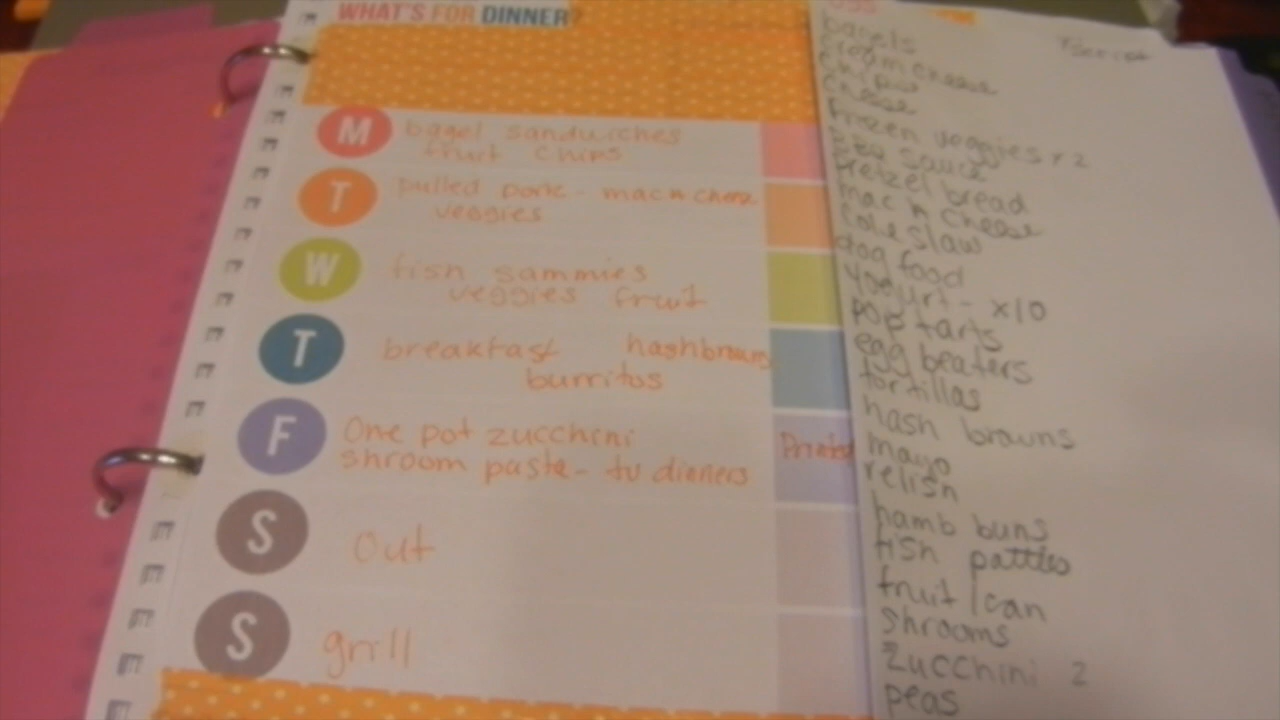 WHAT'S FOR DINNER?
M bagel sandwiches
fruit chips
T pulled pork - mac n cheese
veggies
W fish sammies
veggies fruit
T breakfast hashbrowns
burritos
F One pot zucchini
shroom pasta - tv dinners
S Out
S grill
bagels
cream cheese
chips
cheese
frozen veggies x 2
BBQ sauce
pretzel bread
mac n cheese
cole slaw
dog food
yogurt - x10
pop tarts
egg beaters
tortillas
hash browns
mayo
relish
hamb buns
fish patties
fruit/can
shrooms
zucchini 2
peas
*script